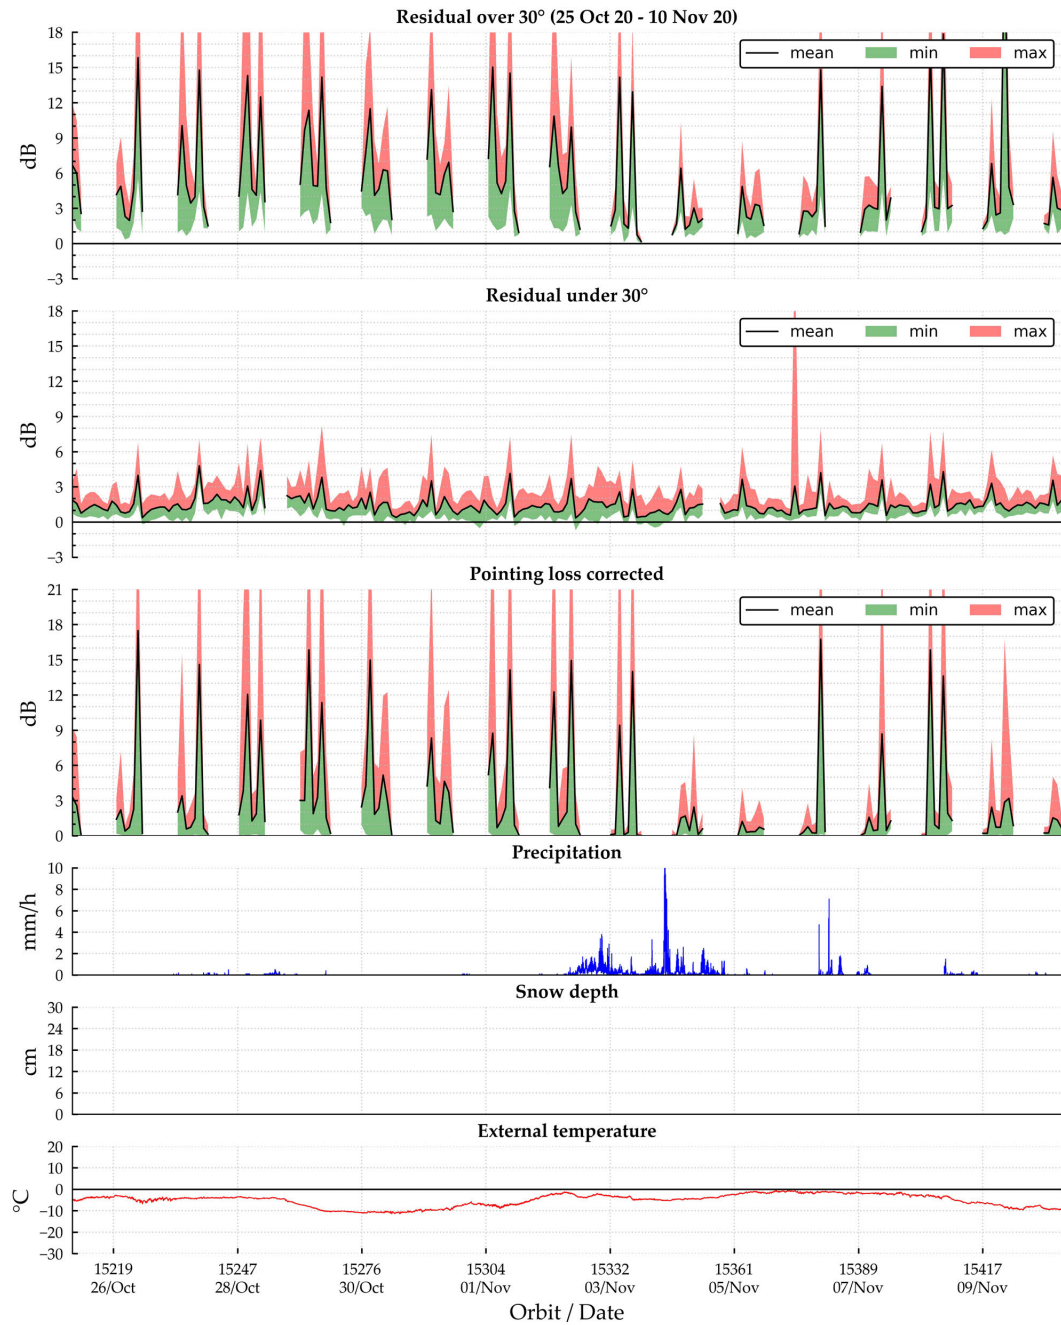 Residual over 30° (25 Oct 20 - 10 Nov 20)
18
15
12
9
6
3
0
−3
dB
mean min max
Residual under 30°
18
15
12
9
6
3
0
−3
dB
mean min max
Pointing loss corrected
21
18
15
12
9
6
3
0
dB
mean min max
Precipitation
10
8
6
4
2
0
mm/h
Snow depth
30
24
18
12
6
0
cm
External temperature
20
10
0
−10
−20
−30
°C
15219 15247 15276 15304 15332 15361 15389 15417
26/Oct 28/Oct 30/Oct 01/Nov 03/Nov 05/Nov 07/Nov 09/Nov
Orbit / Date